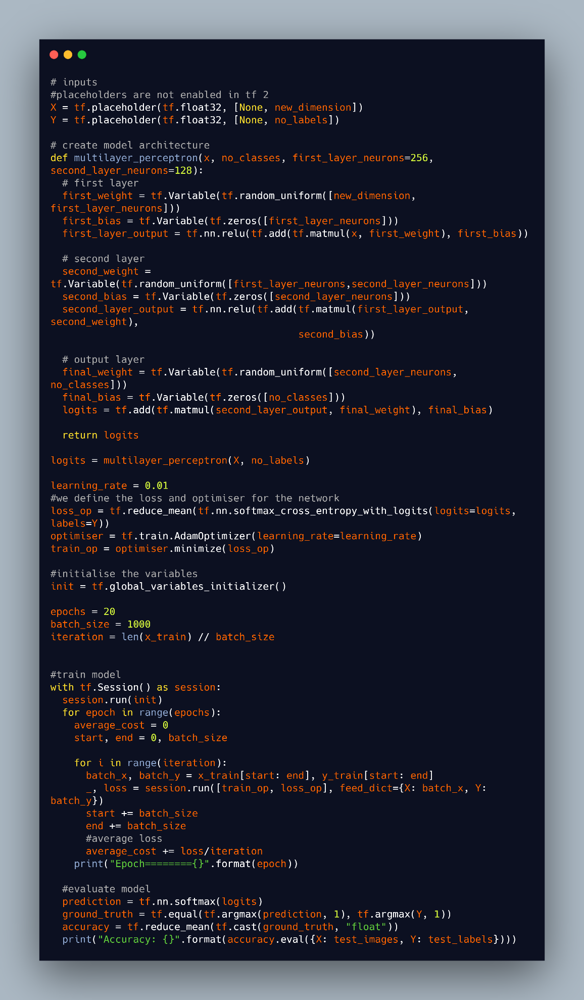 # inputs
#placeholders are not enabled in tf 2
X = tf.placeholder(tf.float32, [None, new_dimension])
Y = tf.placeholder(tf.float32, [None, no_labels])

# create model architecture
def multilayer_perceptron(x, no_classes, first_layer_neurons=256,
second_layer_neurons=128):
  # first layer
  first_weight = tf.Variable(tf.random_uniform([new_dimension,
first_layer_neurons]))
  first_bias = tf.Variable(tf.zeros([first_layer_neurons]))
  first_layer_output = tf.nn.relu(tf.add(tf.matmul(x, first_weight), first_bias))

  # second layer
  second_weight =
tf.Variable(tf.random_uniform([first_layer_neurons,second_layer_neurons]))
  second_bias = tf.Variable(tf.zeros([second_layer_neurons]))
  second_layer_output = tf.nn.relu(tf.add(tf.matmul(first_layer_output,
second_weight),
                                          second_bias))

  # output layer
  final_weight = tf.Variable(tf.random_uniform([second_layer_neurons,
no_classes]))
  final_bias = tf.Variable(tf.zeros([no_classes]))
  logits = tf.add(tf.matmul(second_layer_output, final_weight), final_bias)

  return logits

logits = multilayer_perceptron(X, no_labels)

learning_rate = 0.01
#we define the loss and optimiser for the network
loss_op = tf.reduce_mean(tf.nn.softmax_cross_entropy_with_logits(logits=logits,
labels=Y))
optimiser = tf.train.AdamOptimizer(learning_rate=learning_rate)
train_op = optimiser.minimize(loss_op)

#initialise the variables
init = tf.global_variables_initializer()

epochs = 20
batch_size = 1000
iteration = len(x_train) // batch_size


#train model
with tf.Session() as session:
  session.run(init)
  for epoch in range(epochs):
    average_cost = 0
    start, end = 0, batch_size

    for i in range(iteration):
      batch_x, batch_y = x_train[start: end], y_train[start: end]
      _, loss = session.run([train_op, loss_op], feed_dict={X: batch_x, Y:
batch_y})
      start += batch_size
      end += batch_size
      #average loss
      average_cost += loss/iteration
    print("Epoch========{}".format(epoch))

  #evaluate model
  prediction = tf.nn.softmax(logits)
  ground_truth = tf.equal(tf.argmax(prediction, 1), tf.argmax(Y, 1))
  accuracy = tf.reduce_mean(tf.cast(ground_truth, "float"))
  print("Accuracy: {}".format(accuracy.eval({X: test_images, Y: test_labels})))